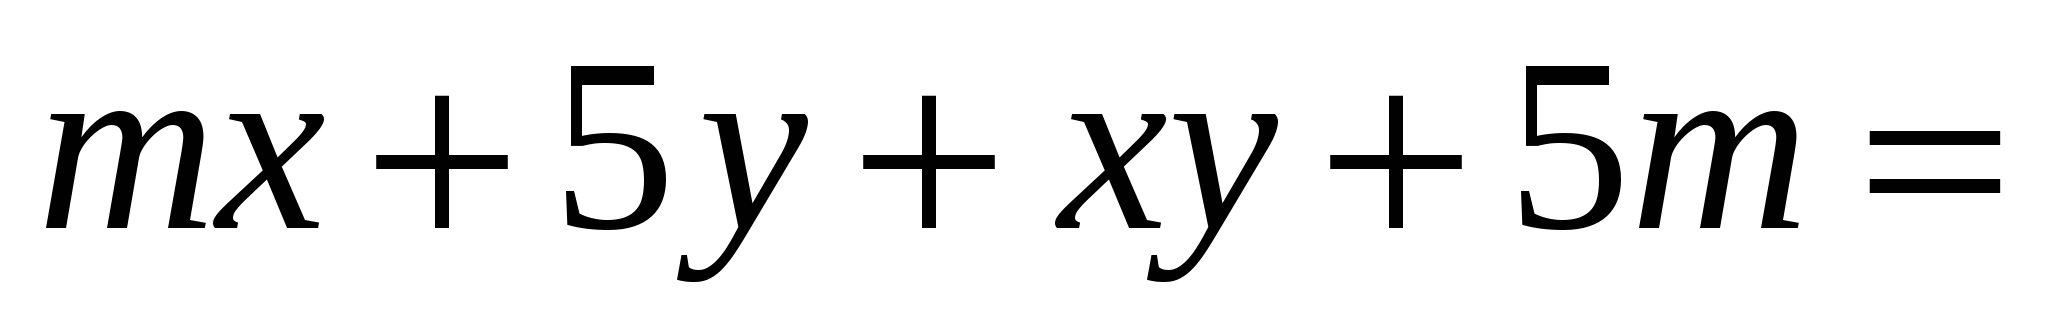 mx + 5y + xy + 5m =